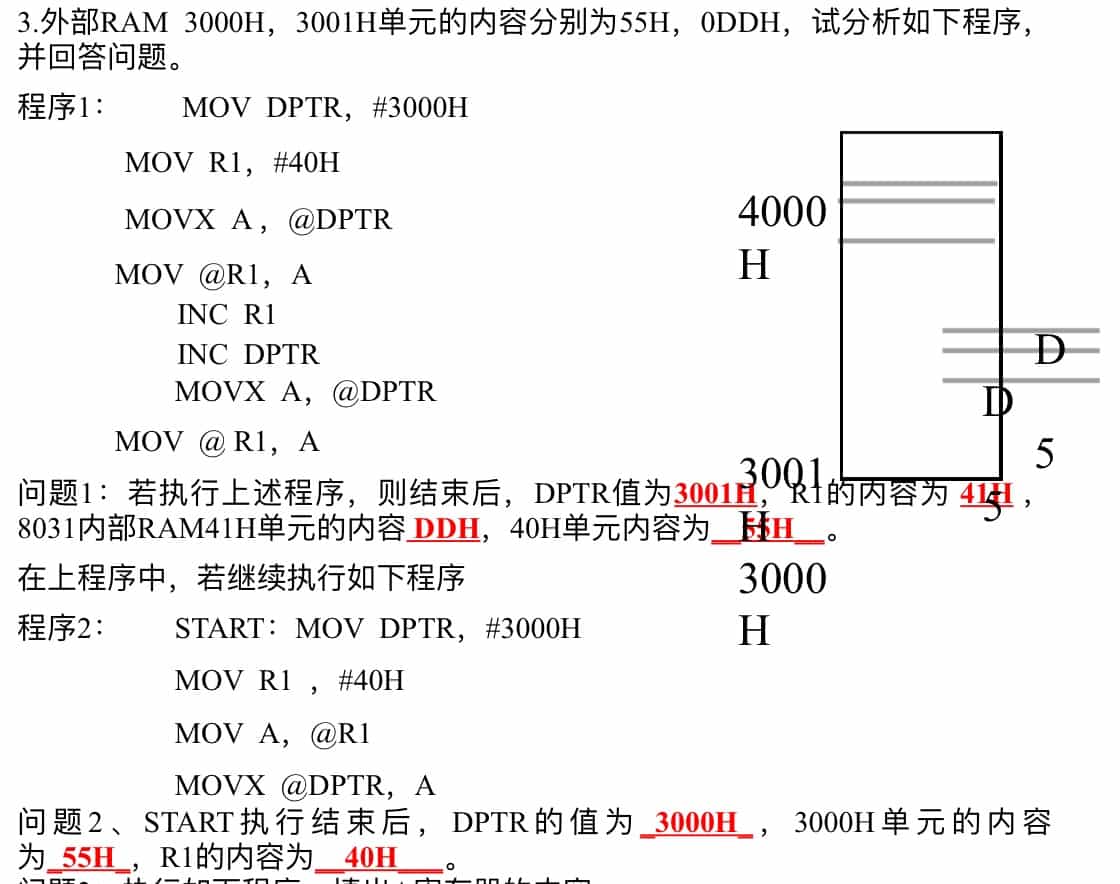 3.外部RAM 3000H，3001H单元的内容分别为55H，0DDH，试分析如下程序，
并回答问题。
程序1： MOV DPTR，#3000H
MOV R1，#40H
MOVX A，@DPTR
MOV @R1，A
INC R1
INC DPTR
MOVX A，@DPTR
MOV @ R1，A
4000
H
D
D
5
5
3001
H
3000
H
问题1：若执行上述程序，则结束后，DPTR值为3001H，R1的内容为 41H，
8031内部RAM41H单元的内容 DDH，40H单元内容为__55H__。
在上程序中，若继续执行如下程序
程序2： START：MOV DPTR，#3000H
MOV R1 ，#40H
MOV A，@R1
MOVX @DPTR，A
问题2、START执行结束后，DPTR的值为_3000H_，3000H单元的内容
为_55H_，R1的内容为__40H___。